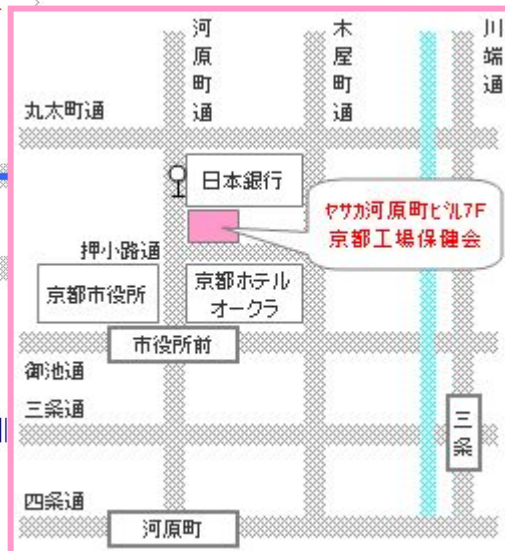 河原町通
木屋町通
川端通
丸太町通
日本銀行
ヤサカ河原町ビル7F
京都工場保健会
押小路通
京都市役所
京都ホテル
オークラ
市役所前
御池通
三条通
三条
四条通
河原町